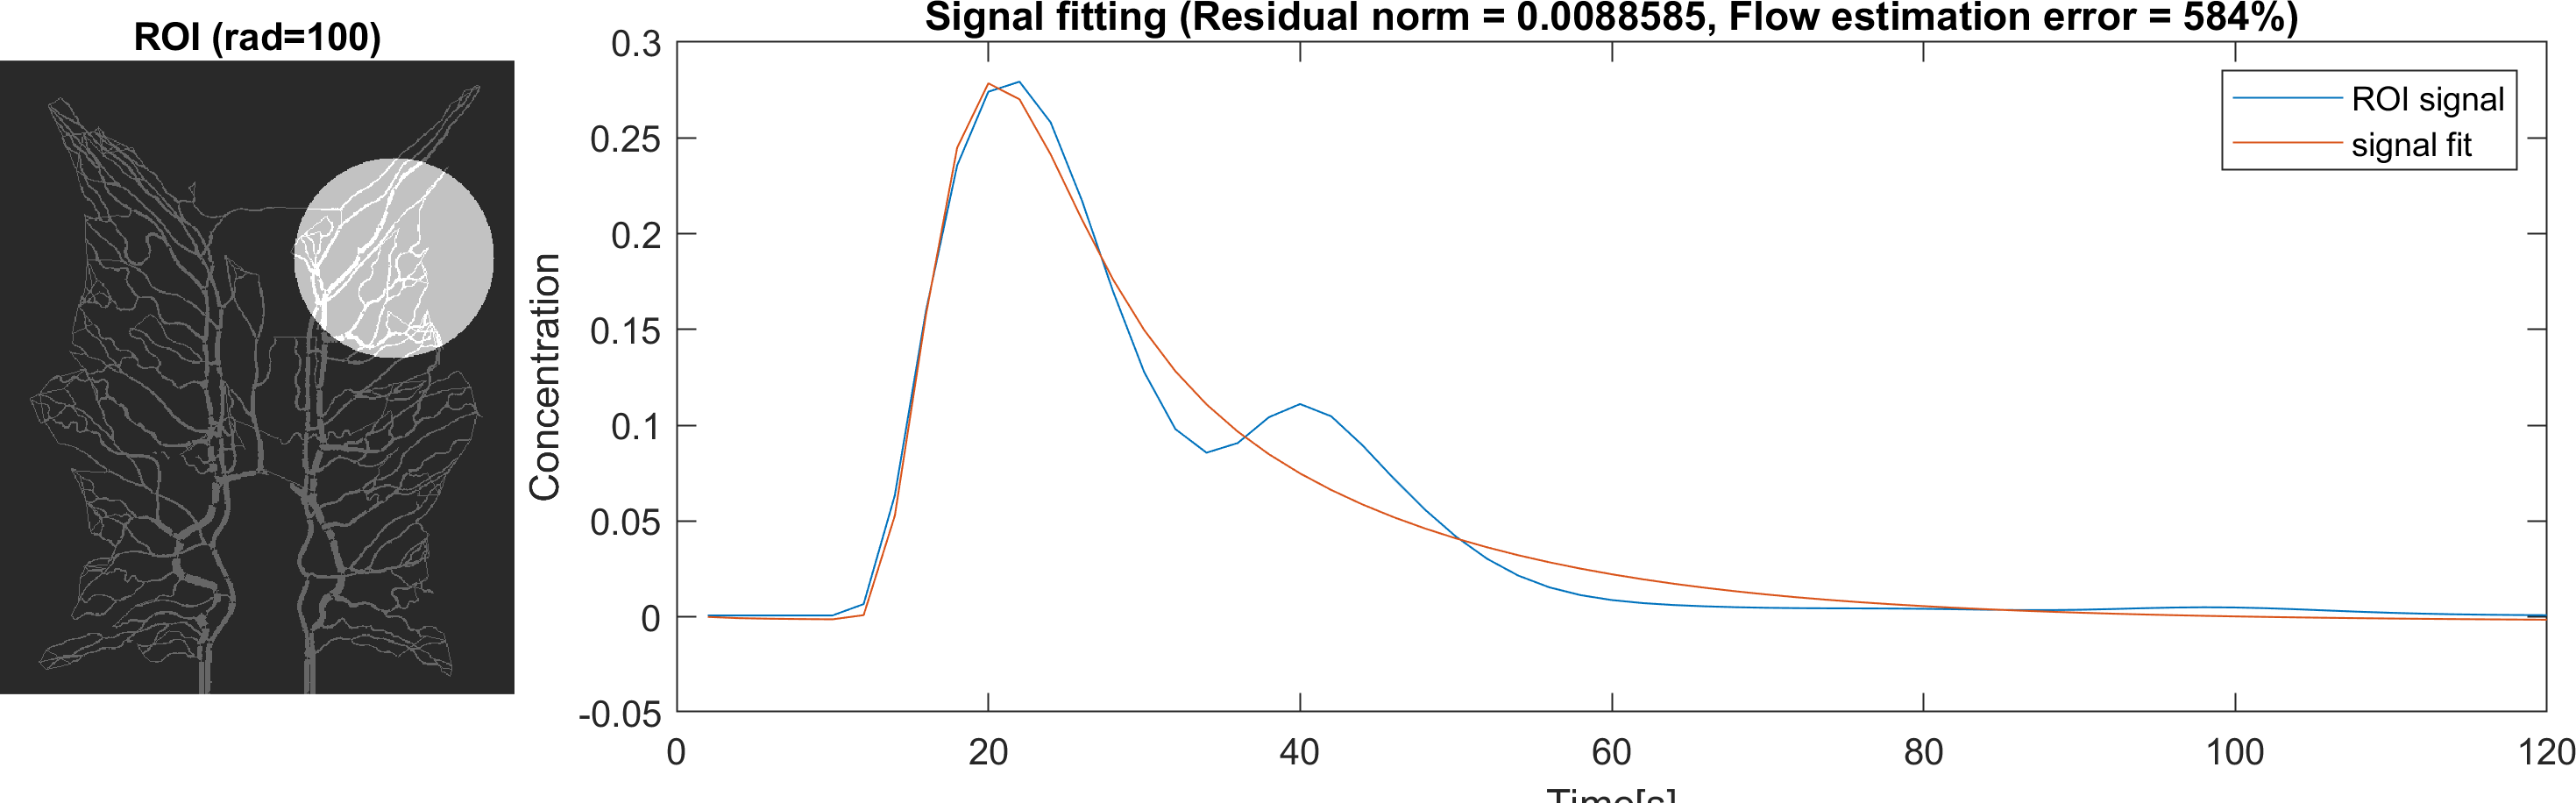 ROI (rad=100)
Signal fitting (Residual norm = 0.0088585, Flow estimation error = 584%)
0.3
0.25
0.2
0.15
0.1
0.05
0
-0.05
Concentration
ROI signal
signal fit
0 20 40 60 80 100 120
Time[s]